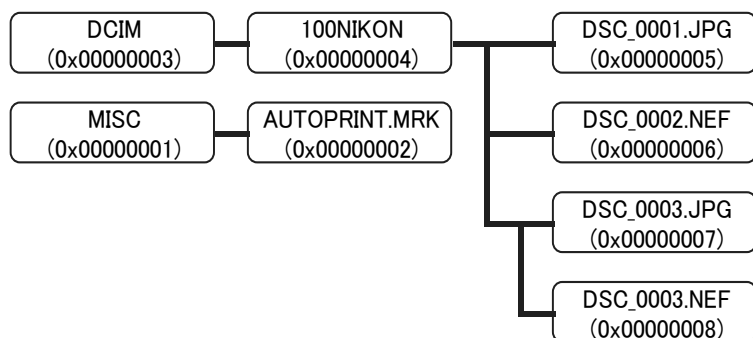 DCIM
(0x00000003)
100NIKON
(0x00000004)
DSC_0001.JPG
(0x00000005)
MISC
(0x00000001)
AUTOPRINT.MRK
(0x00000002)
DSC_0002.NEF
(0x00000006)
DSC_0003.JPG
(0x00000007)
DSC_0003.NEF
(0x00000008)